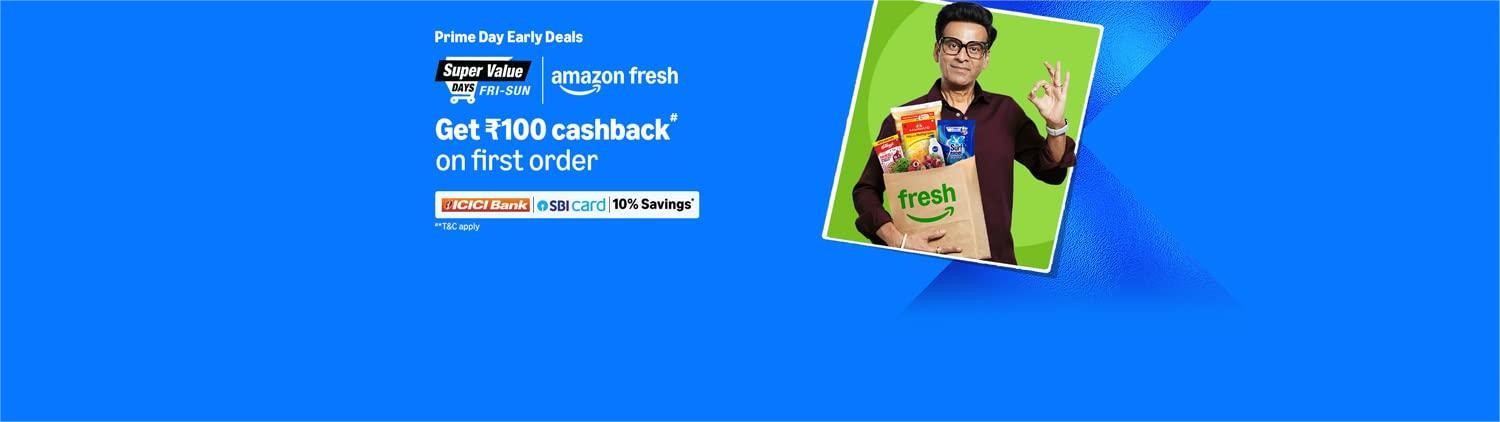 Prime Day Early Deals
Super Value
DAYS FRI-SUN
amazon fresh
Get ₹100 cashback#
on first order
ICICI Bank SBI card 10% Savings*
#*T&C apply
fresh
Surf